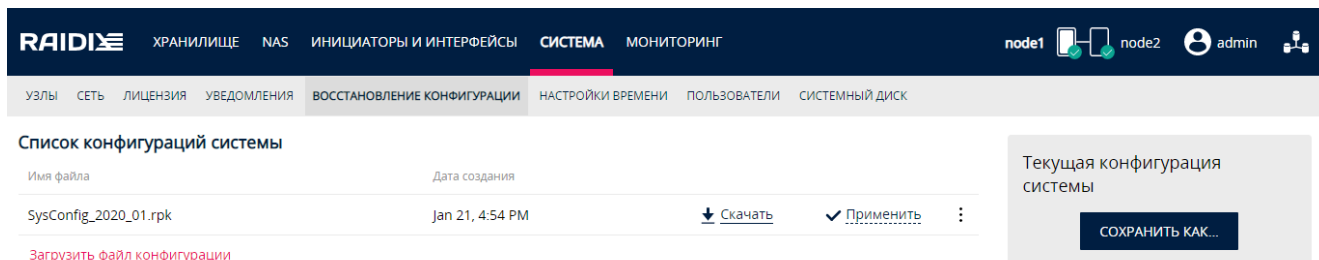 RAIDIX ХРАНИЛИЩЕ NAS ИНИЦИАТОРЫ И ИНТЕРФЕЙСЫ СИСТЕМА МОНИТОРИНГ node1 node2 admin
УЗЛЫ СЕТЬ ЛИЦЕНЗИЯ УВЕДОМЛЕНИЯ ВОССТАНОВЛЕНИЕ КОНФИГУРАЦИИ НАСТРОЙКИ ВРЕМЕНИ ПОЛЬЗОВАТЕЛИ СИСТЕМНЫЙ ДИСК
Список конфигураций системы
Имя файла Дата создания
SysConfig_2020_01.rpk Jan 21, 4:54 PM Скачать Применить
Загрузить файл конфигурации
Текущая конфигурация
системы
СОХРАНИТЬ КАК...